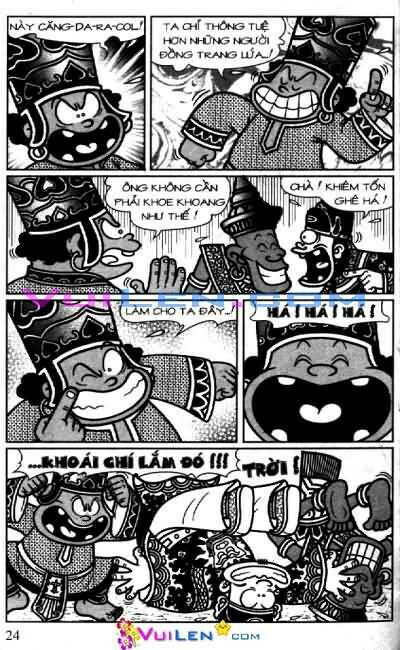 NÀY CĂNG-DA-RA-COL!
TA CHỈ THÔNG TUỆ
HƠN NHỮNG NGƯỜI
ĐỒNG TRANG LỨA..!
ÔNG KHÔNG CẦN
PHẢI KHOE KHOANG
NHƯ THẾ!
CHÀ! KHIÊM TỐN
GHÊ HÁ!
VUILEN.COM
LÀM CHO TA ĐÂY..!
HÁ! HÁ! HÁ!
...KHOÁI CHÍ LẮM ĐÓ!!!
TRỜI!
24
VUILEN.COM